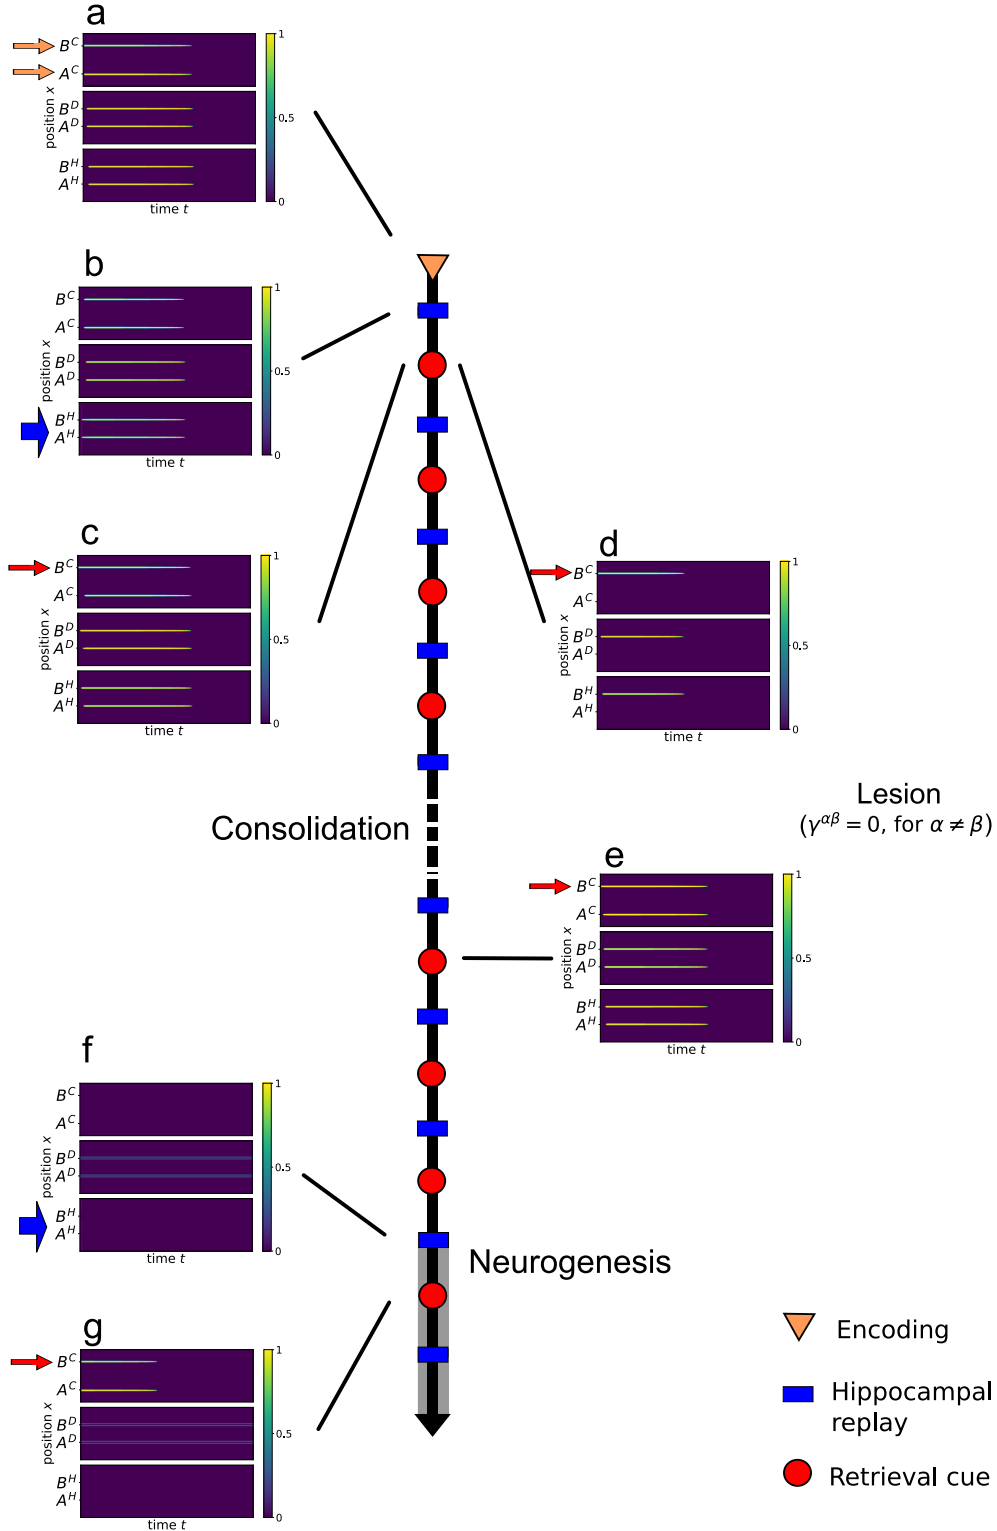 a
B^C
A^C
B^D
A^D
B^H
A^H
position x
time t
1
0.5
0
b
B^C
A^C
B^D
A^D
B^H
A^H
position x
time t
1
0.5
0
c
B^C
A^C
B^D
A^D
B^H
A^H
position x
time t
1
0.5
0
d
B^C
A^C
B^D
A^D
B^H
A^H
position x
time t
1
0.5
0
Consolidation
Lesion
(γ^{αβ} = 0, for α ≠ β)
e
B^C
A^C
B^D
A^D
B^H
A^H
position x
time t
1
0.5
0
f
B^C
A^C
B^D
A^D
B^H
A^H
position x
time t
1
0.5
0
Neurogenesis
g
B^C
A^C
B^D
A^D
B^H
A^H
position x
time t
1
0.5
0
Encoding
Hippocampal
replay
Retrieval cue